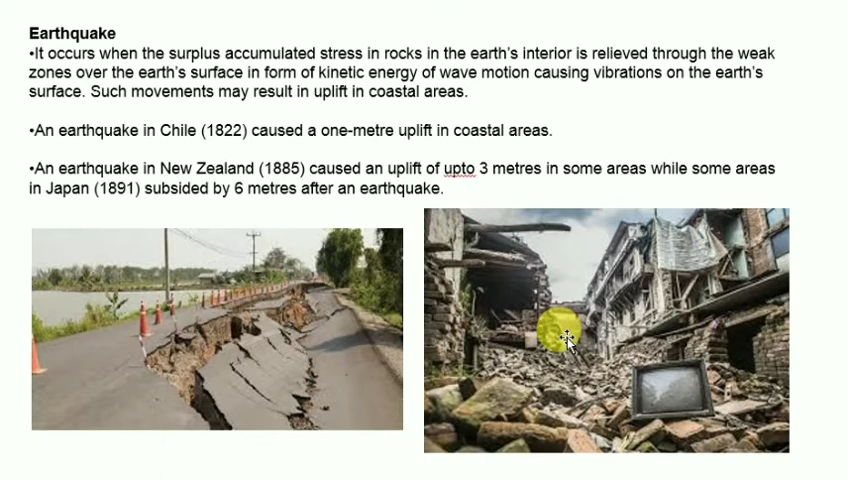 Earthquake
•It occurs when the surplus accumulated stress in rocks in the earth's interior is relieved through the weak
zones over the earth's surface in form of kinetic energy of wave motion causing vibrations on the earth's
surface. Such movements may result in uplift in coastal areas.
•An earthquake in Chile (1822) caused a one-metre uplift in coastal areas.
•An earthquake in New Zealand (1885) caused an uplift of upto 3 metres in some areas while some areas
in Japan (1891) subsided by 6 metres after an earthquake.